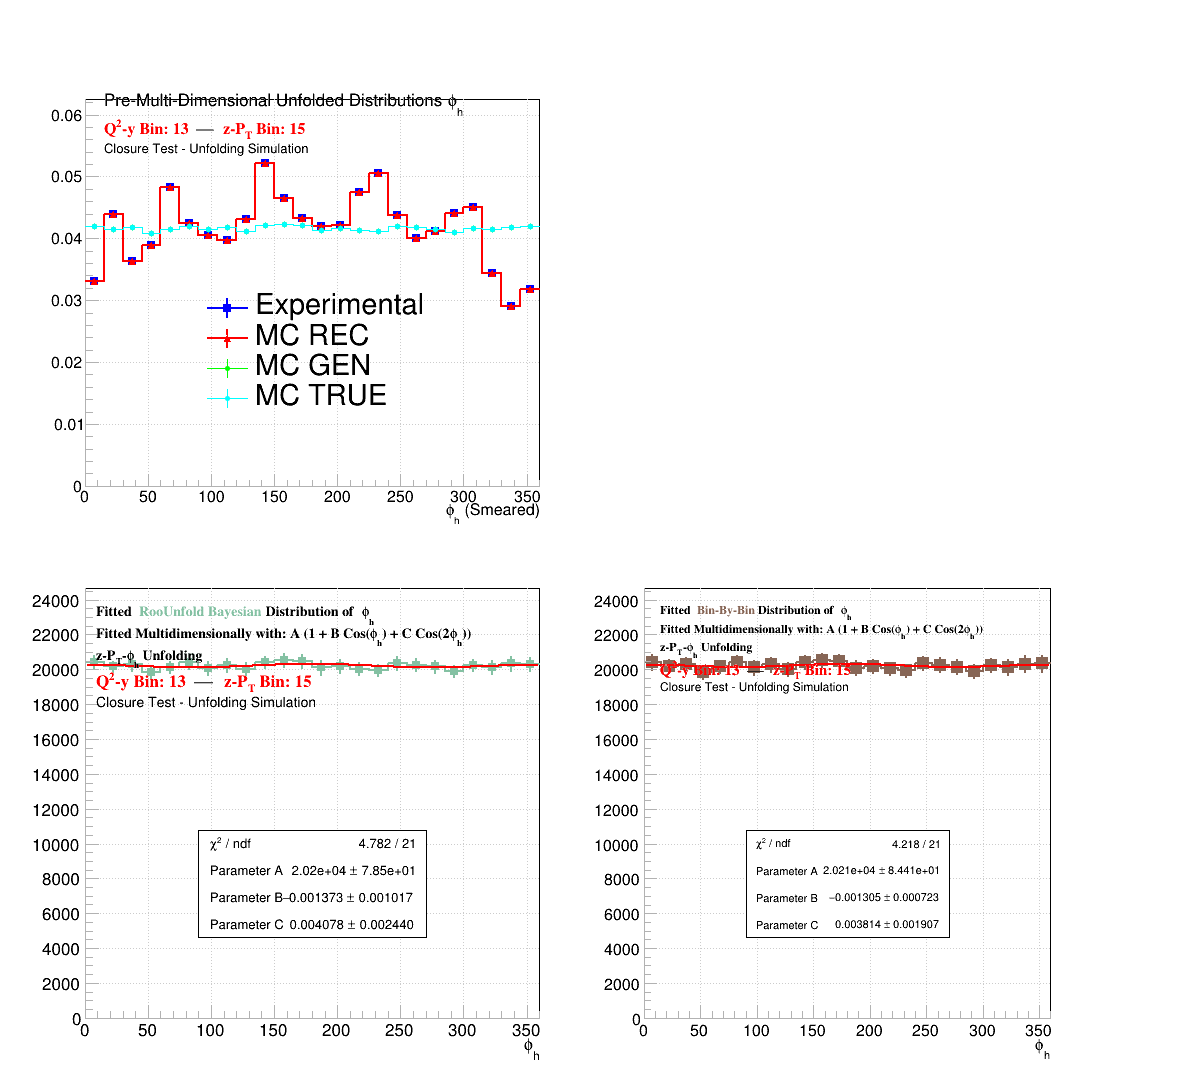 Pre-Multi-Dimensional Unfolded Distributions ϕh
Q²-y Bin: 13 — z-PT Bin: 15
Closure Test - Unfolding Simulation
0.06
0.05
0.04
0.03
0.02
0.01
0
Experimental
MC REC
MC GEN
MC TRUE
0 50 100 150 200 250 300 350
ϕh (Smeared)
Fitted RooUnfold Bayesian Distribution of ϕh
Fitted Multidimensionally with: A (1 + B Cos(ϕh) + C Cos(2ϕh))
z-PT-ϕh Unfolding
Q²-y Bin: 13 — z-PT Bin: 15
Closure Test - Unfolding Simulation
24000
22000
20000
18000
16000
14000
12000
10000
8000
6000
4000
2000
0
χ² / ndf 4.782 / 21
Parameter A 2.02e+04 ± 7.85e+01
Parameter B −0.001373 ± 0.001017
Parameter C 0.004078 ± 0.002440
0 50 100 150 200 250 300 350
ϕh
Fitted Bin-By-Bin Distribution of ϕh
Fitted Multidimensionally with: A (1 + B Cos(ϕh) + C Cos(2ϕh))
z-PT-ϕh Unfolding
Q²-y Bin: 13 — z-PT Bin: 15
Closure Test - Unfolding Simulation
24000
22000
20000
18000
16000
14000
12000
10000
8000
6000
4000
2000
0
χ² / ndf 4.218 / 21
Parameter A 2.021e+04 ± 8.441e+01
Parameter B −0.001305 ± 0.000723
Parameter C 0.003814 ± 0.001907
0 50 100 150 200 250 300 350
ϕh